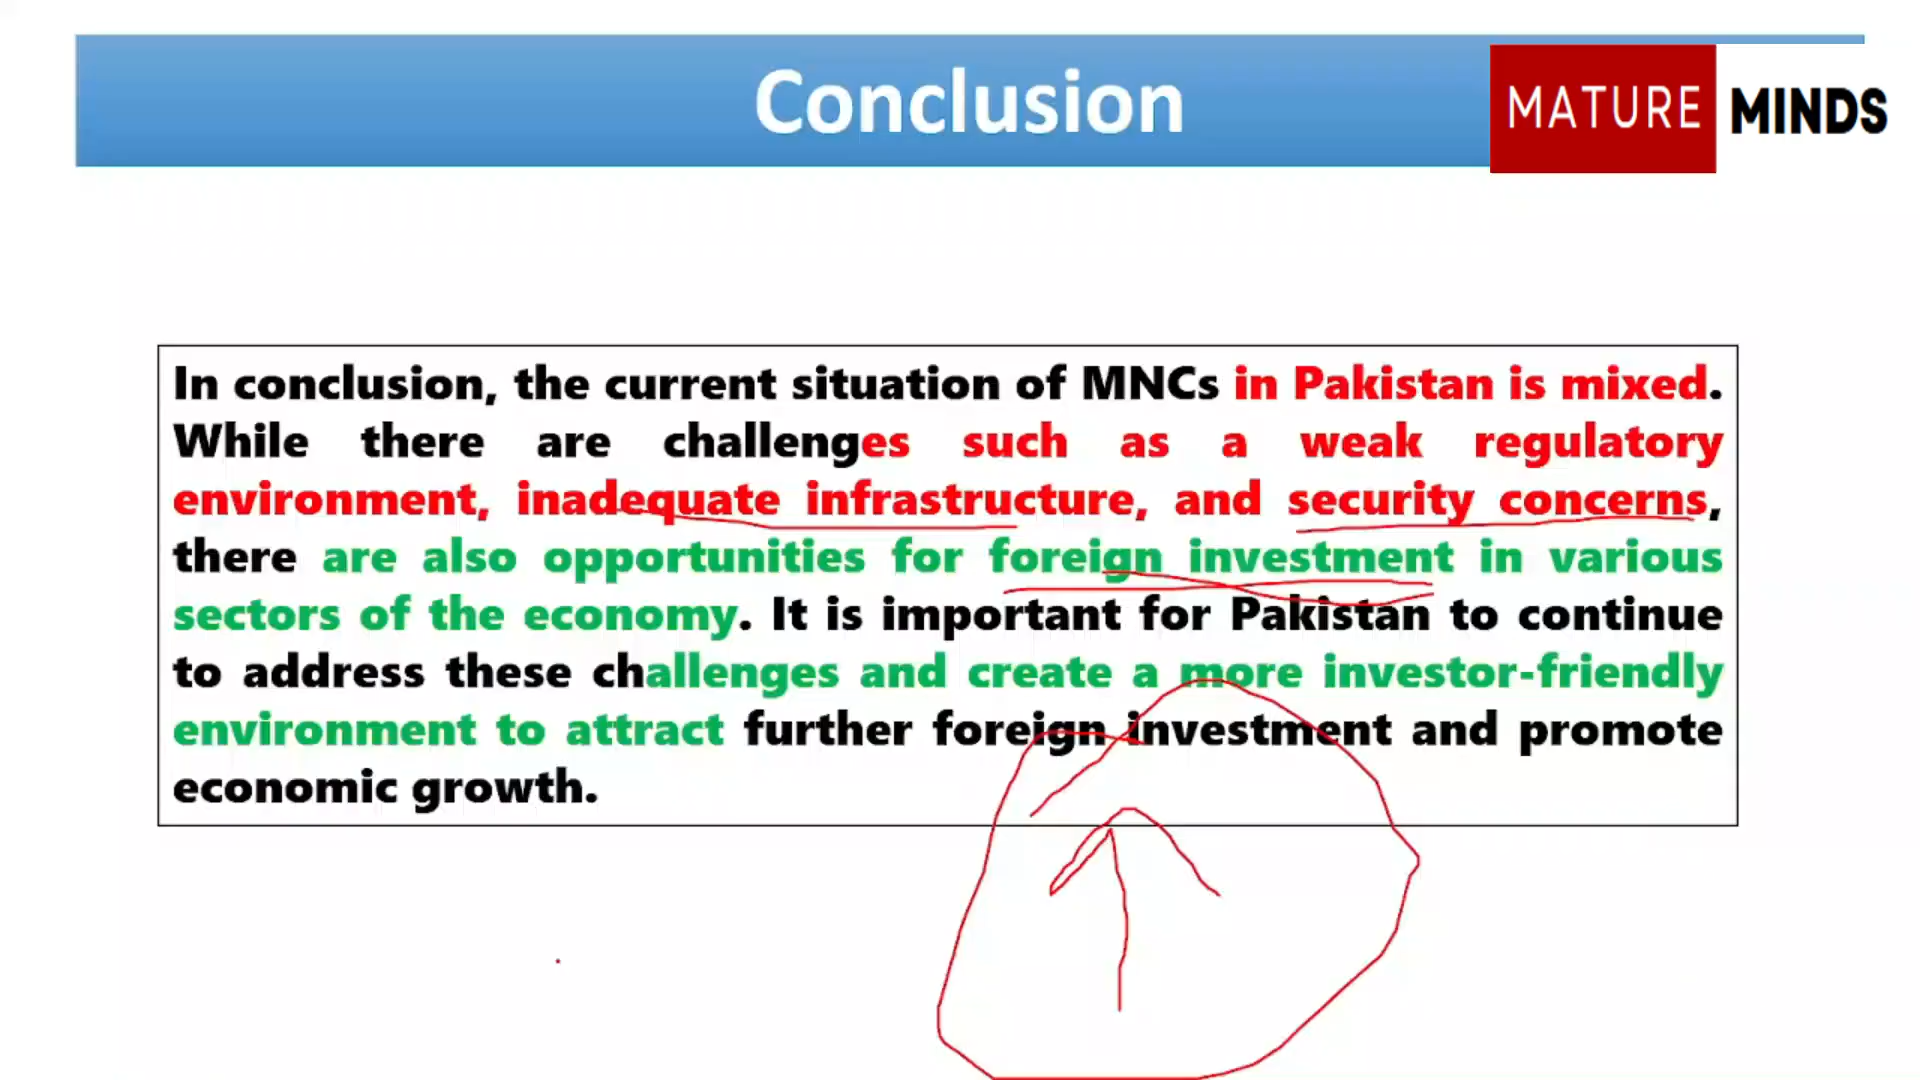 Conclusion
MATURE MINDS
In conclusion, the current situation of MNCs in Pakistan is mixed.
While there are challenges such as a weak regulatory
environment, inadequate infrastructure, and security concerns,
there are also opportunities for foreign investment in various
sectors of the economy. It is important for Pakistan to continue
to address these challenges and create a more investor-friendly
environment to attract further foreign investment and promote
economic growth.